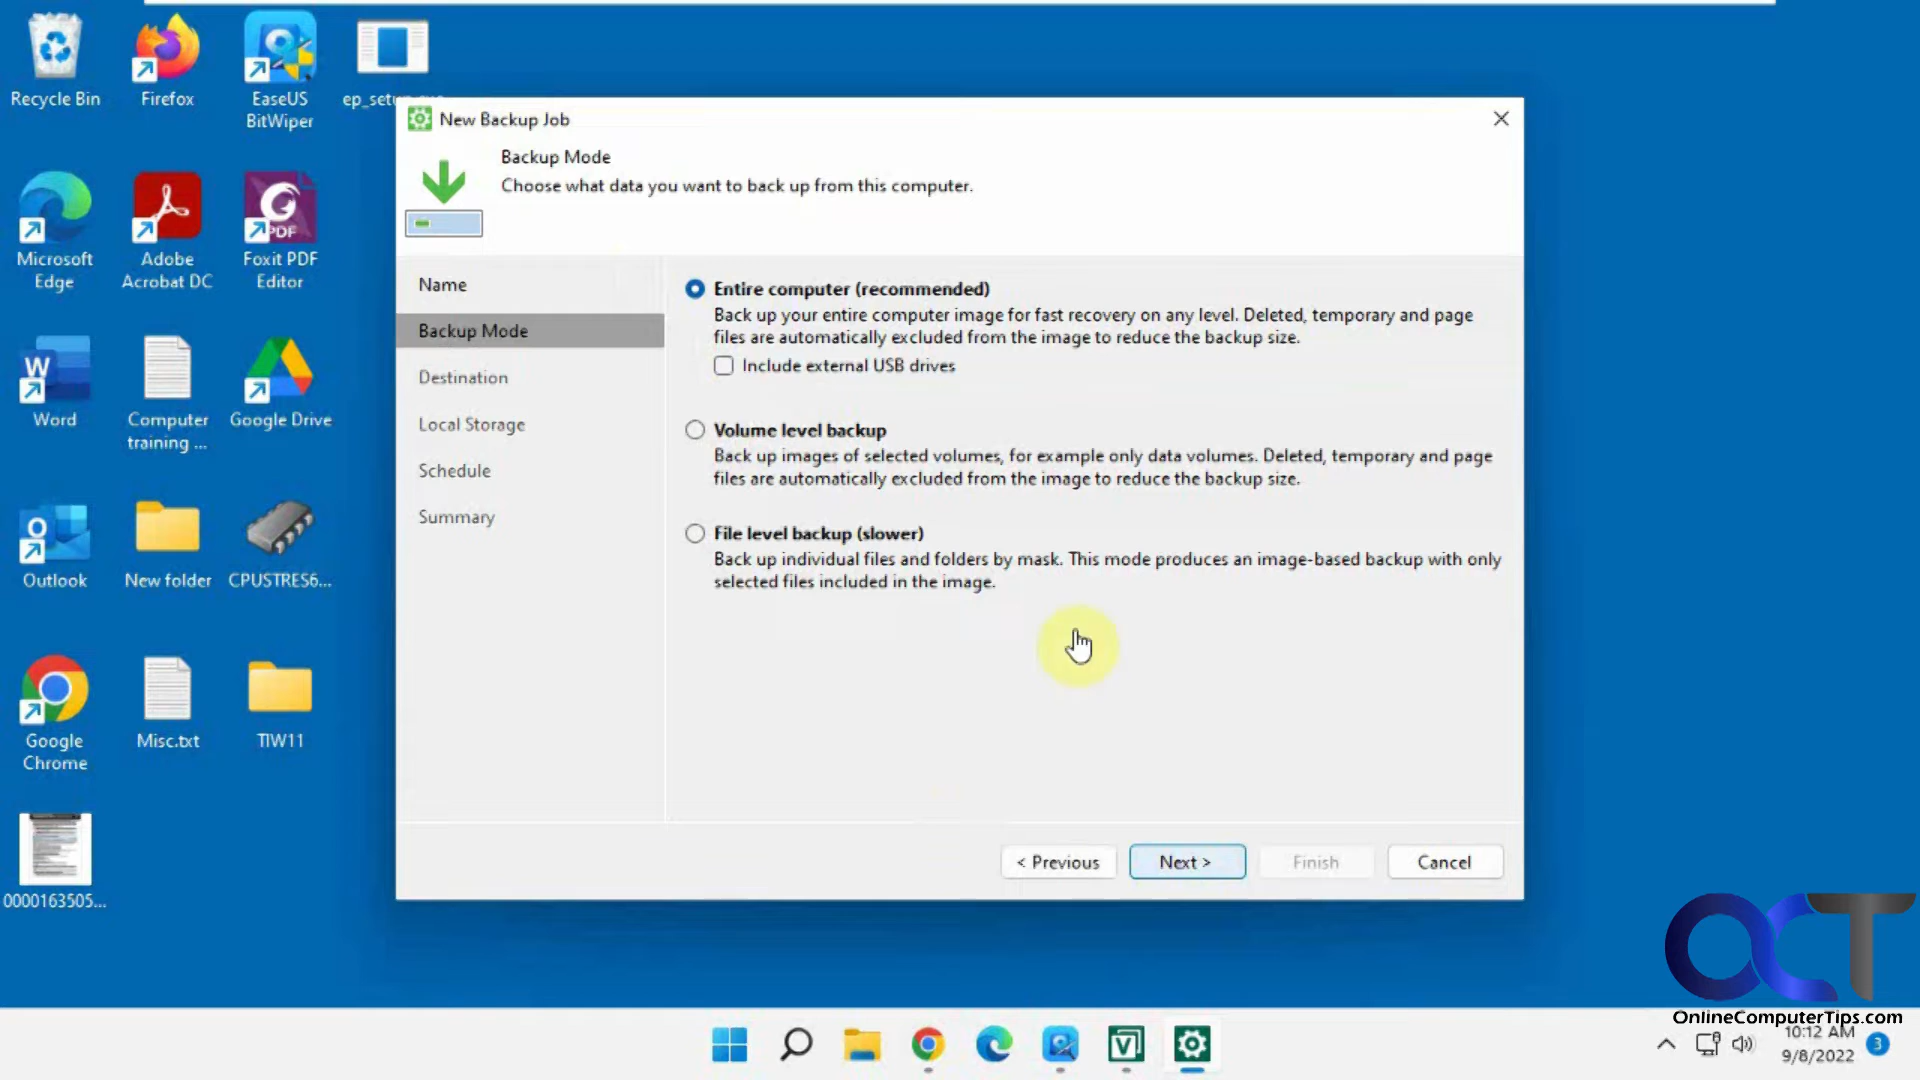 Recycle Bin
Firefox
EaseUS
BitWiper
Microsoft
Edge
Adobe
Acrobat DC
PDF
Foxit PDF
Editor
W
Word
Computer
training ...
Google Drive
Outlook
New folder
CPUSTRES6...
Google
Chrome
Misc.txt
TIW11
0000163505...
New Backup Job
Backup Mode
Choose what data you want to back up from this computer.
Name
Backup Mode
Destination
Local Storage
Schedule
Summary
Entire computer (recommended)
Back up your entire computer image for fast recovery on any level. Deleted, temporary and page
files are automatically excluded from the image to reduce the backup size.
Include external USB drives
Volume level backup
Back up images of selected volumes, for example only data volumes. Deleted, temporary and page
files are automatically excluded from the image to reduce the backup size.
File level backup (slower)
Back up individual files and folders by mask. This mode produces an image-based backup with only
selected files included in the image.
< Previous
Next >
Finish
Cancel
OCT
OnlineComputerTips.com
V
10:12 AM
9/8/2022
3